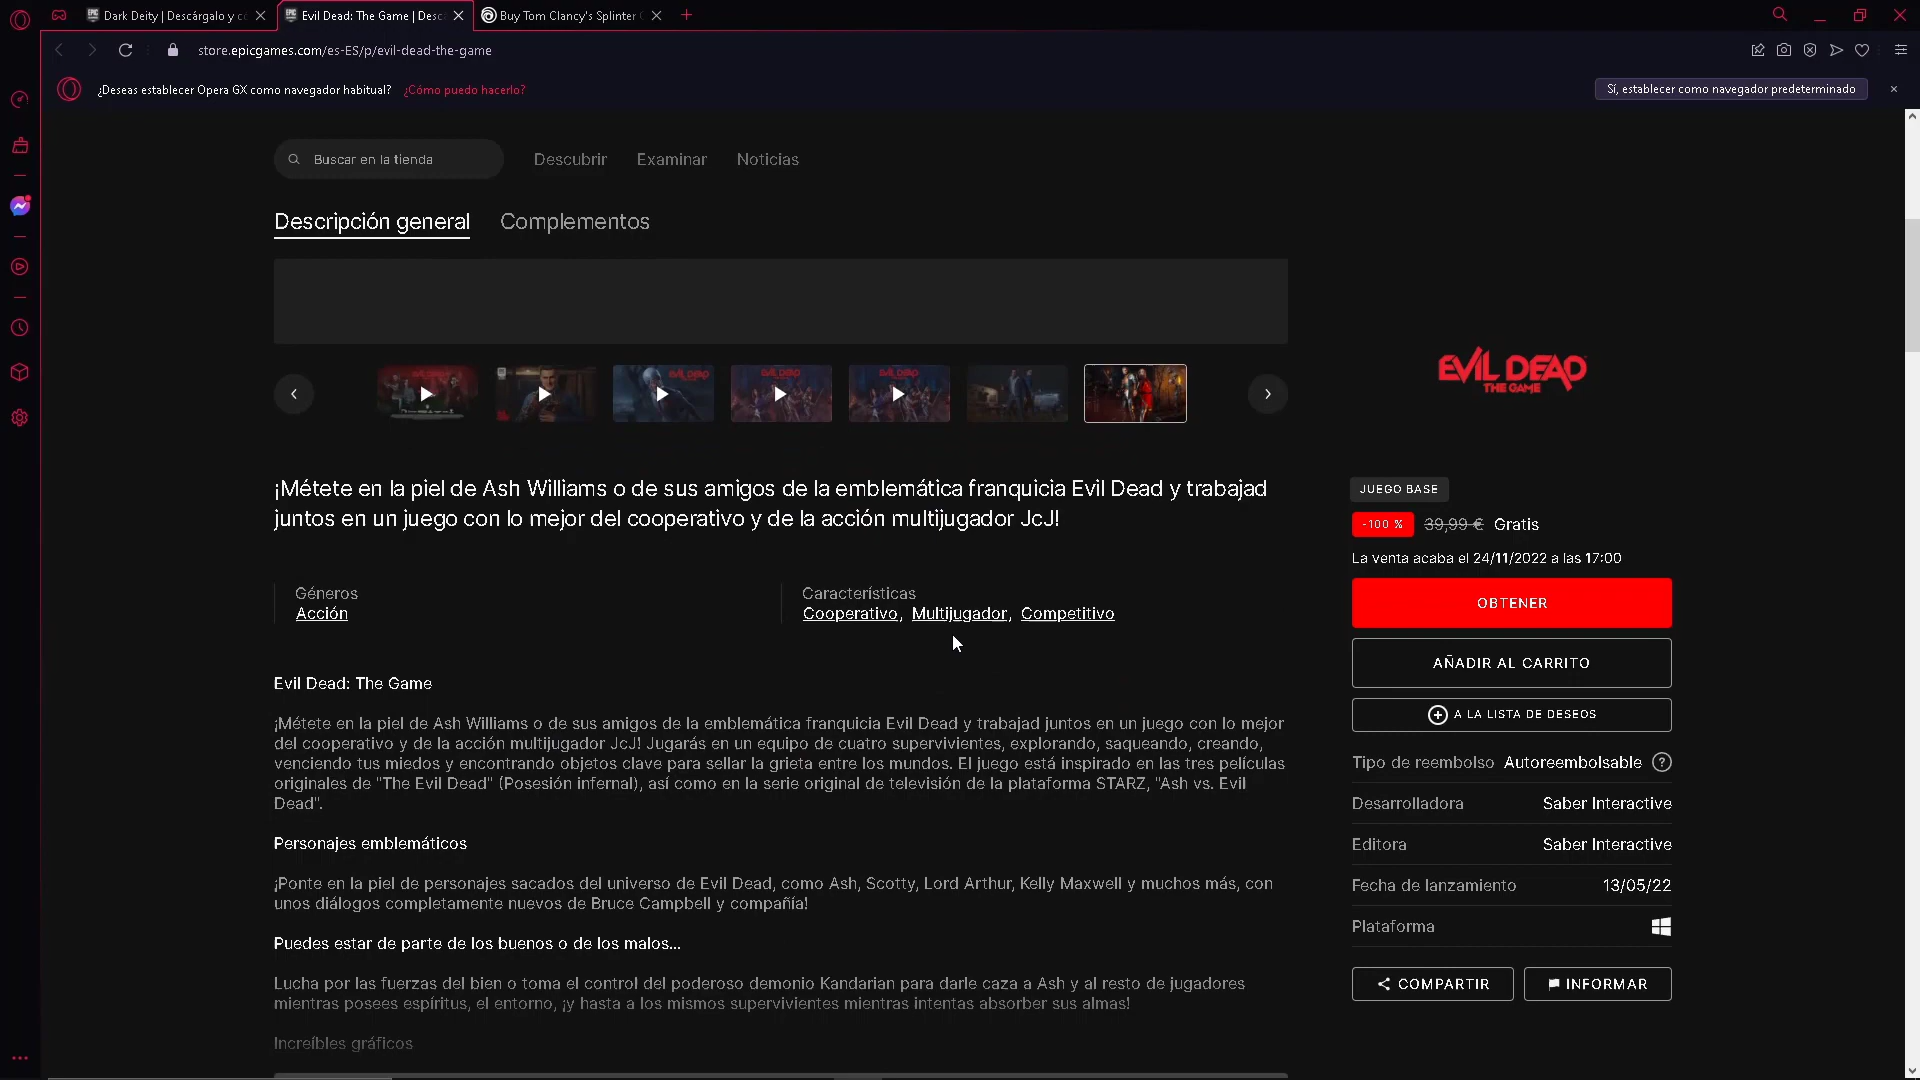 Dark Deity | Descárgalo y c
Evil Dead: The Game | Desc
Buy Tom Clancy's Splinter
store.epicgames.com/es-ES/p/evil-dead-the-game
¿Deseas establecer Opera GX como navegador habitual? ¿Cómo puedo hacerlo?
Sí, establecer como navegador predeterminado
Buscar en la tienda
Descubrir
Examinar
Noticias
Descripción general
Complementos
EVIL DEAD
THE GAME
¡Métete en la piel de Ash Williams o de sus amigos de la emblemática franquicia Evil Dead y trabajad
juntos en un juego con lo mejor del cooperativo y de la acción multijugador JcJ!
Géneros
Acción
Características
Cooperativo, Multijugador, Competitivo
Evil Dead: The Game
¡Métete en la piel de Ash Williams o de sus amigos de la emblemática franquicia Evil Dead y trabajad juntos en un juego con lo mejor
del cooperativo y de la acción multijugador JcJ! Jugarás en un equipo de cuatro supervivientes, explorando, saqueando, creando,
venciendo tus miedos y encontrando objetos clave para sellar la grieta entre los mundos. El juego está inspirado en las tres películas
originales de "The Evil Dead" (Posesión infernal), así como en la serie original de televisión de la plataforma STARZ, "Ash vs. Evil
Dead".
Personajes emblemáticos
¡Ponte en la piel de personajes sacados del universo de Evil Dead, como Ash, Scotty, Lord Arthur, Kelly Maxwell y muchos más, con
unos diálogos completamente nuevos de Bruce Campbell y compañía!
Puedes estar de parte de los buenos o de los malos...
Lucha por las fuerzas del bien o toma el control del poderoso demonio Kandarian para darle caza a Ash y al resto de jugadores
mientras posees espíritus, el entorno, ¡y hasta a los mismos supervivientes mientras intentas absorber sus almas!
Increíbles gráficos
JUEGO BASE
-100 % 39,99 € Gratis
La venta acaba el 24/11/2022 a las 17:00
OBTENER
AÑADIR AL CARRITO
A LA LISTA DE DESEOS
Tipo de reembolso Autoreembolsable
Desarrolladora Saber Interactive
Editora Saber Interactive
Fecha de lanzamiento 13/05/22
Plataforma
COMPARTIR
INFORMAR